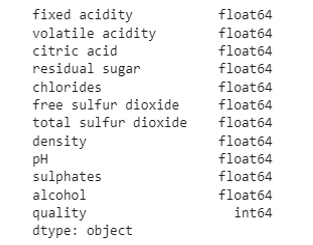 fixed acidity           float64
volatile acidity        float64
citric acid             float64
residual sugar          float64
chlorides               float64
free sulfur dioxide     float64
total sulfur dioxide    float64
density                 float64
pH                      float64
sulphates               float64
alcohol                 float64
quality                   int64
dtype: object